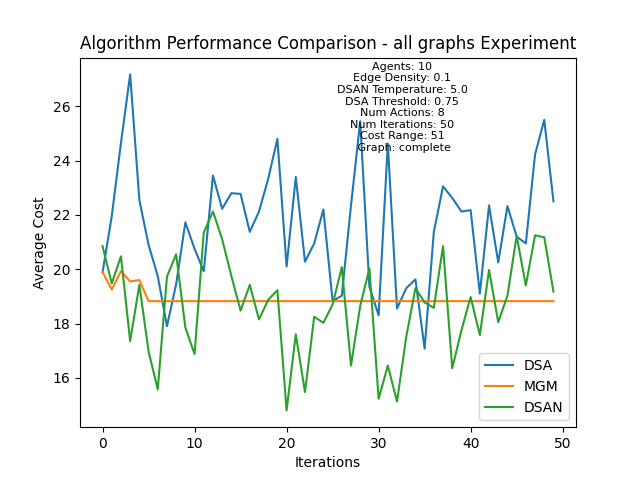 Algorithm Performance Comparison - all graphs Experiment
Agents: 10
Edge Density: 0.1
DSAN Temperature: 5.0
DSA Threshold: 0.75
Num Actions: 8
Num Iterations: 50
Cost Range: 51
Graph: complete
26
24
22
20
18
16
Average Cost
0
10
20
30
40
50
Iterations
DSA
MGM
DSAN